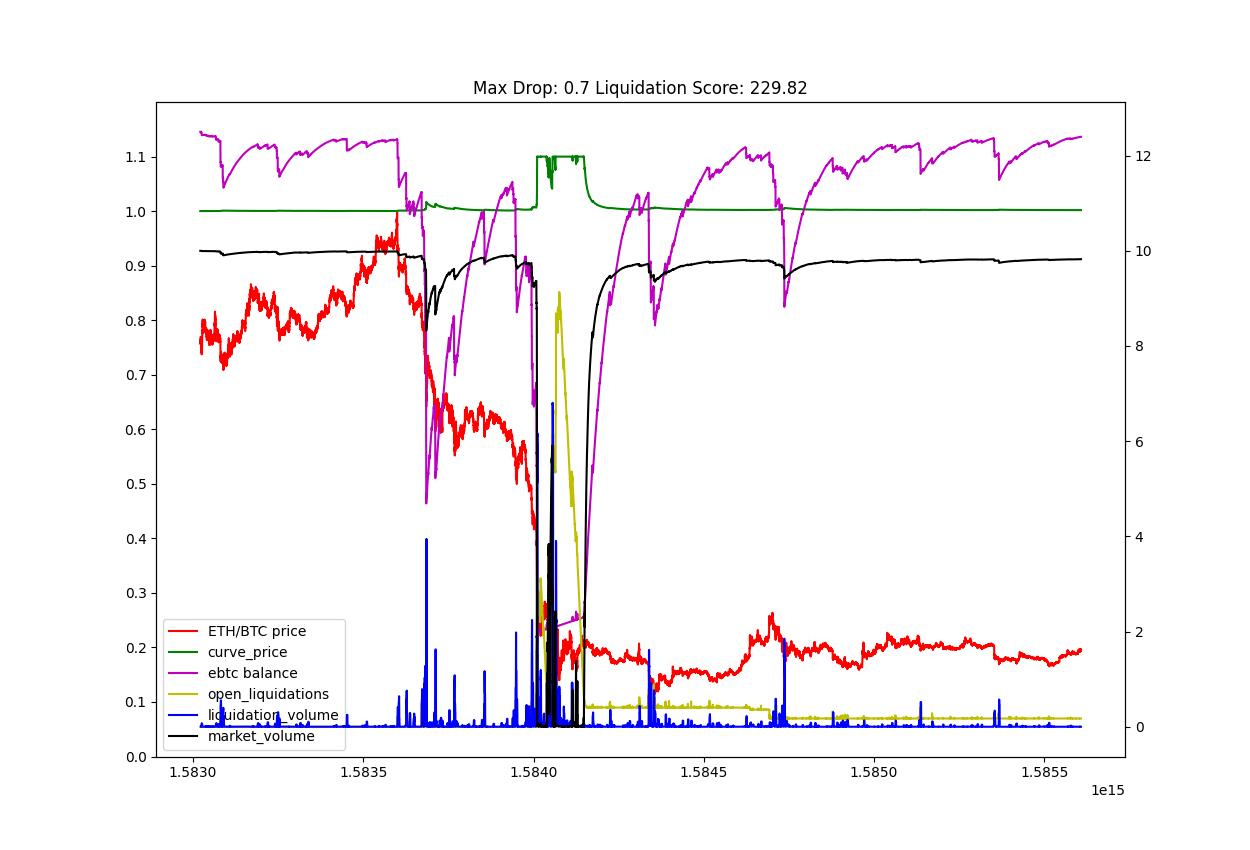 Max Drop: 0.7 Liquidation Score: 229.82
1.1
1.0
0.9
0.8
0.7
0.6
0.5
0.4
0.3
0.2
0.1
0.0
12
10
8
6
4
2
0
ETH/BTC price
curve_price
ebtc balance
open_liquidations
liquidation_volume
market_volume
1.5830 1.5835 1.5840 1.5845 1.5850 1.5855
1e15